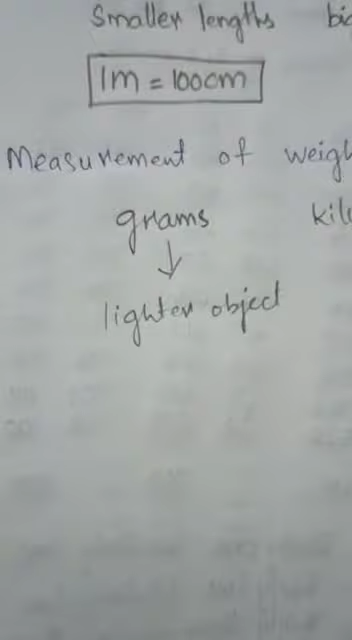 Smaller lengths
1m = 100cm
Measurement of
grams
lighter object